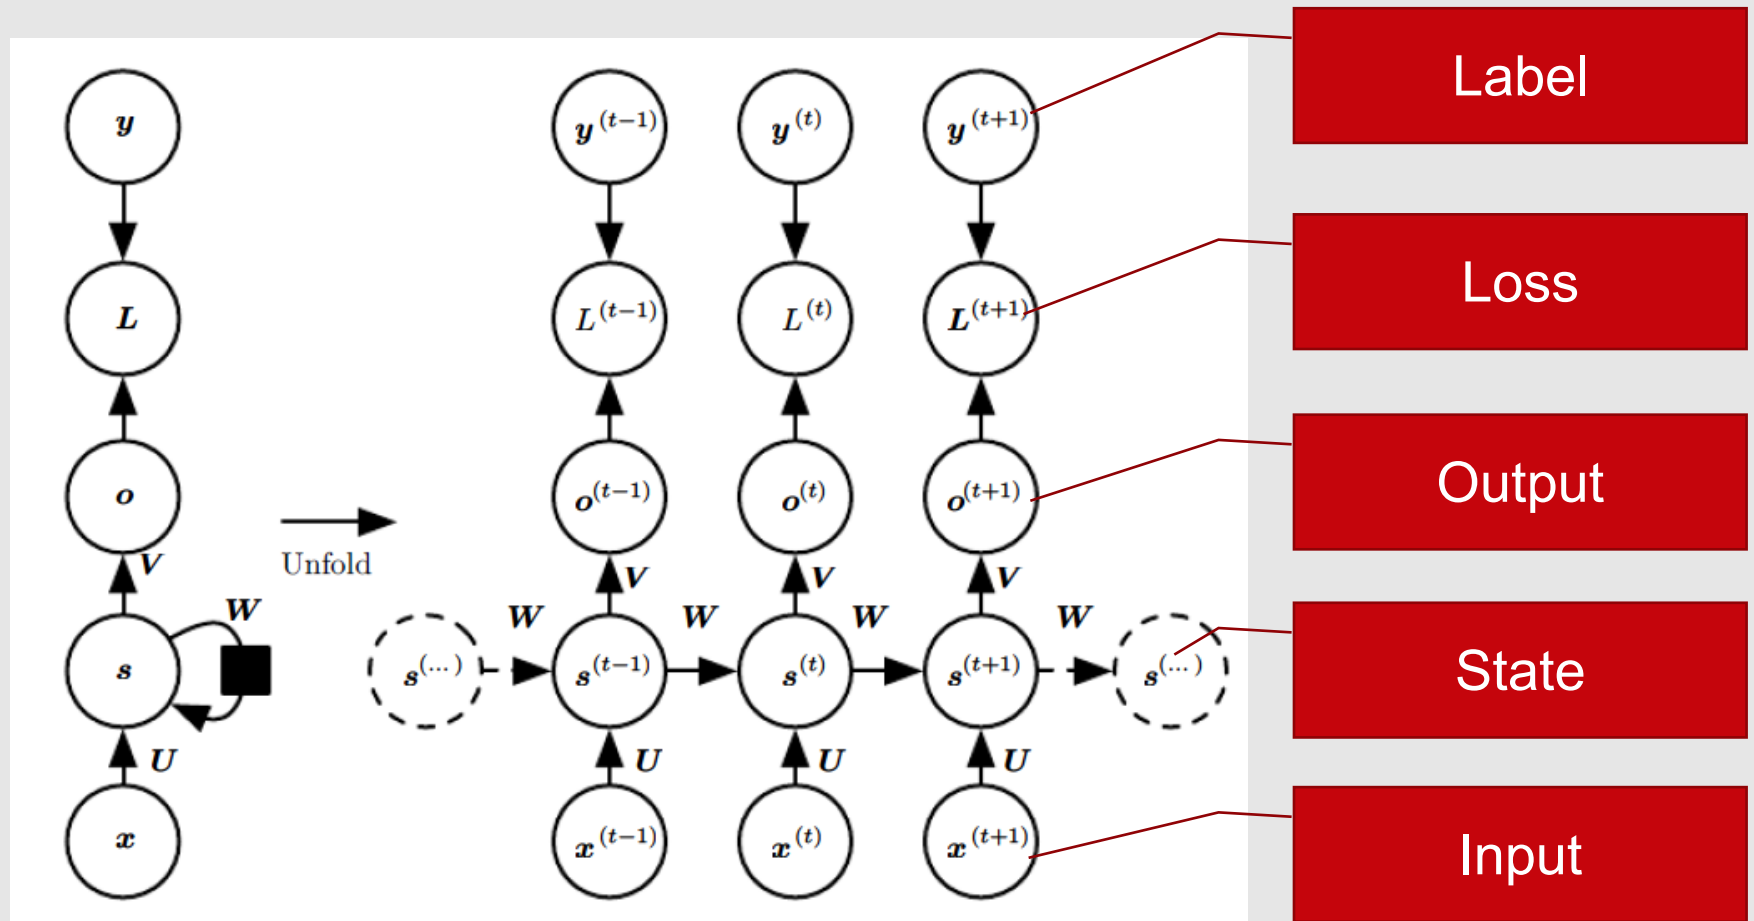 y y^(t−1) y^(t) y^(t+1) Label
L L^(t−1) L^(t) L^(t+1) Loss
o o^(t−1) o^(t) o^(t+1) Output
Unfold
V V V V
W W W W W
s s^(...) s^(t−1) s^(t) s^(t+1) s^(...) State
U U U U
x x^(t−1) x^(t) x^(t+1) Input